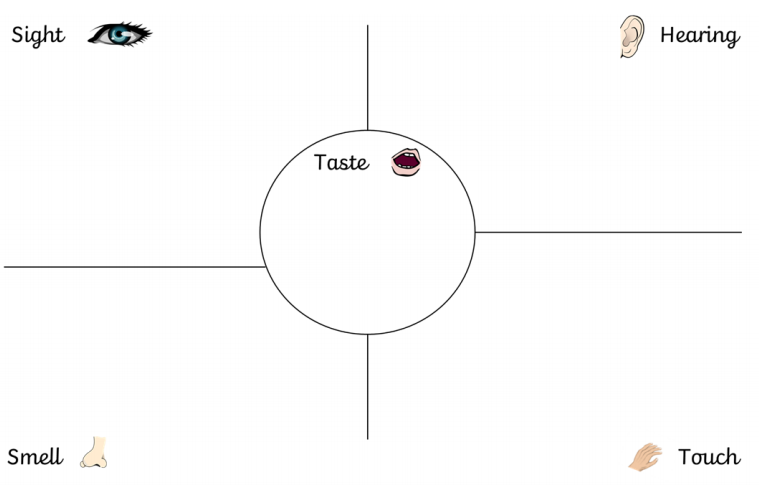 Sight
Hearing
Taste
Smell
Touch